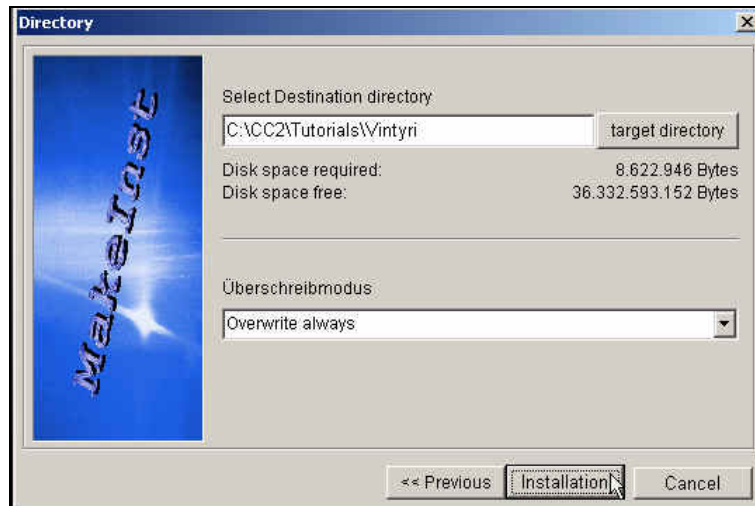 Directory
MakeInst
Select Destination directory
C:\CC2\Tutorials\Vintyri
target directory
Disk space required: 8.622.946 Bytes
Disk space free: 36.332.593.152 Bytes
Überschreibmodus
Overwrite always
<< Previous Installation Cancel